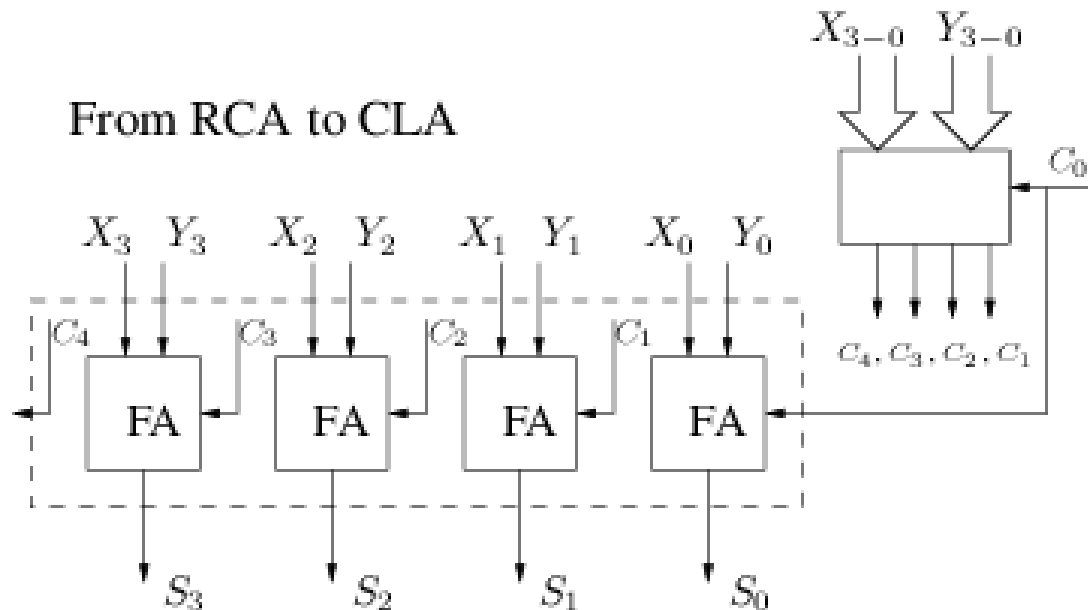 X₃₋₀ Y₃₋₀
From RCA to CLA
C₀
X₃ Y₃ X₂ Y₂ X₁ Y₁ X₀ Y₀
C₄ C₃ C₂ C₁
C₄, C₃, C₂, C₁
FA FA FA FA
S₃ S₂ S₁ S₀